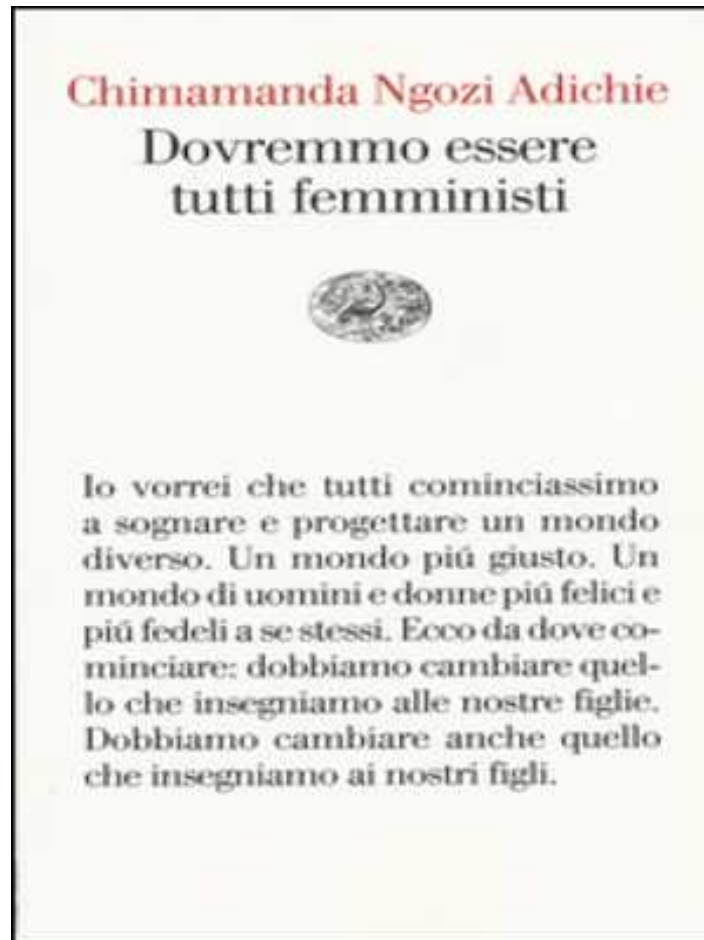 Chimamanda Ngozi Adichie
Dovremmo essere
tutti femministi
Io vorrei che tutti cominciassimo
a sognare e progettare un mondo
diverso. Un mondo piú giusto. Un
mondo di uomini e donne piú felici e
piú fedeli a se stessi. Ecco da dove co-
minciare: dobbiamo cambiare quel-
lo che insegniamo alle nostre figlie.
Dobbiamo cambiare anche quello
che insegniamo ai nostri figli.